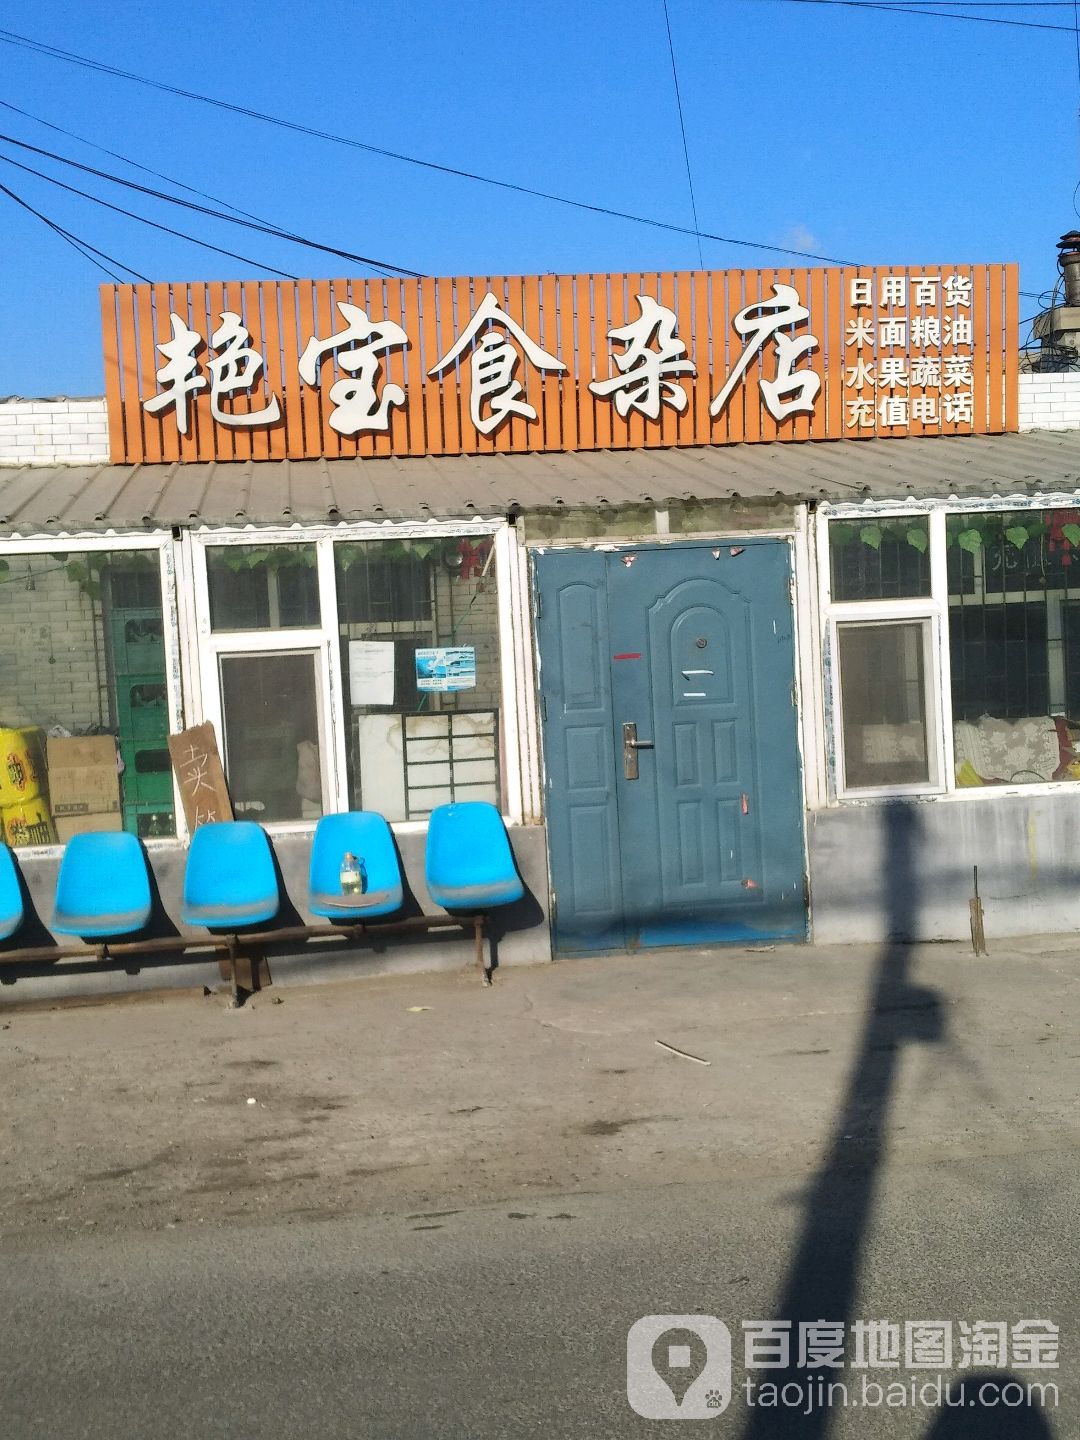 艳宝食杂店
日用百货
米面粮油
水果蔬菜
充值电话
卖
百度地图淘金
taojin.baidu.com